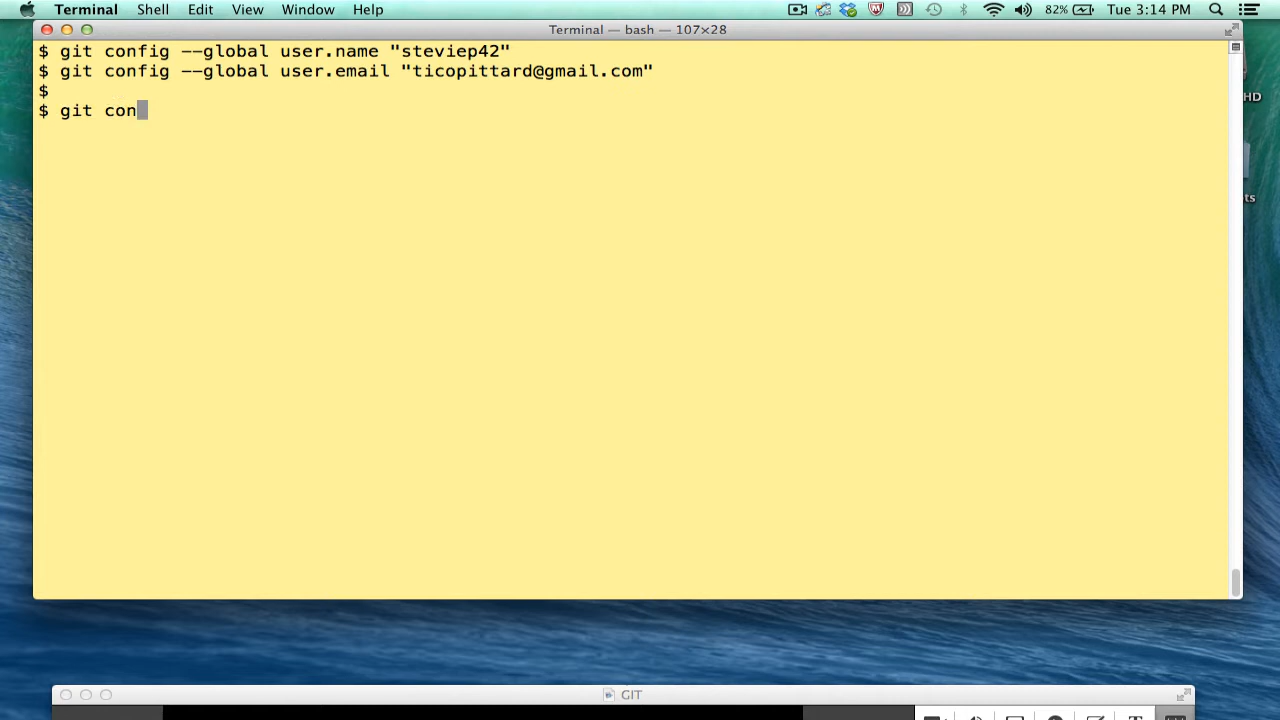 Terminal Shell Edit View Window Help 82% Tue 3:14 PM
Terminal — bash — 107×28
$ git config --global user.name "steviep42"
$ git config --global user.email "ticopittard@gmail.com"
$
$ git con
HD
ts
GIT